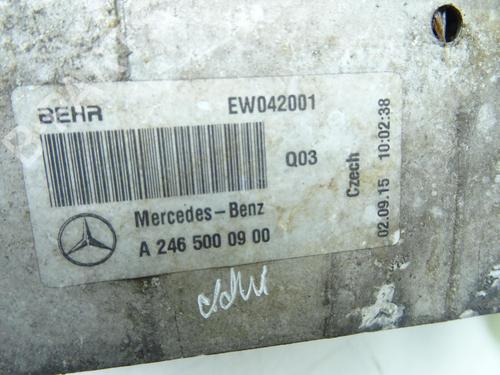 BEHR EW042001
Q03
Mercedes-Benz
A 246 500 09 00
Czech
02.09.15 10:02:38